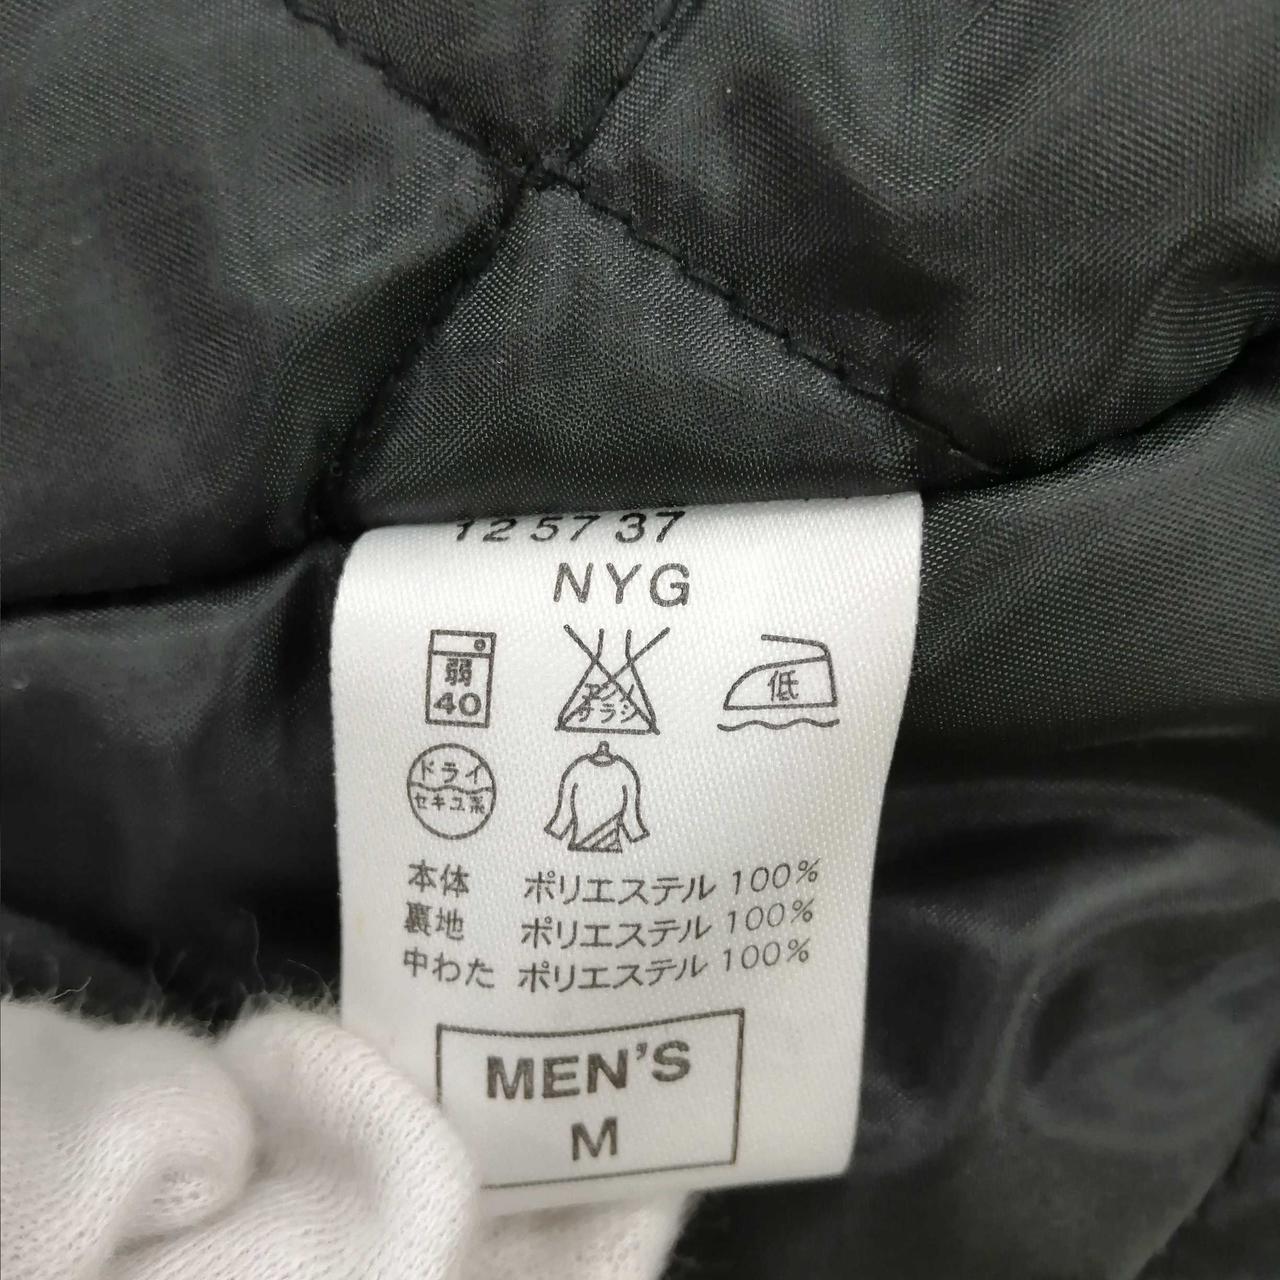 125737
NYG
弱 エンソ 低
40 サラシ
ドライ
セキユ系
本体 ポリエステル 100%
裏地 ポリエステル 100%
中わた ポリエステル 100%
MEN'S
M